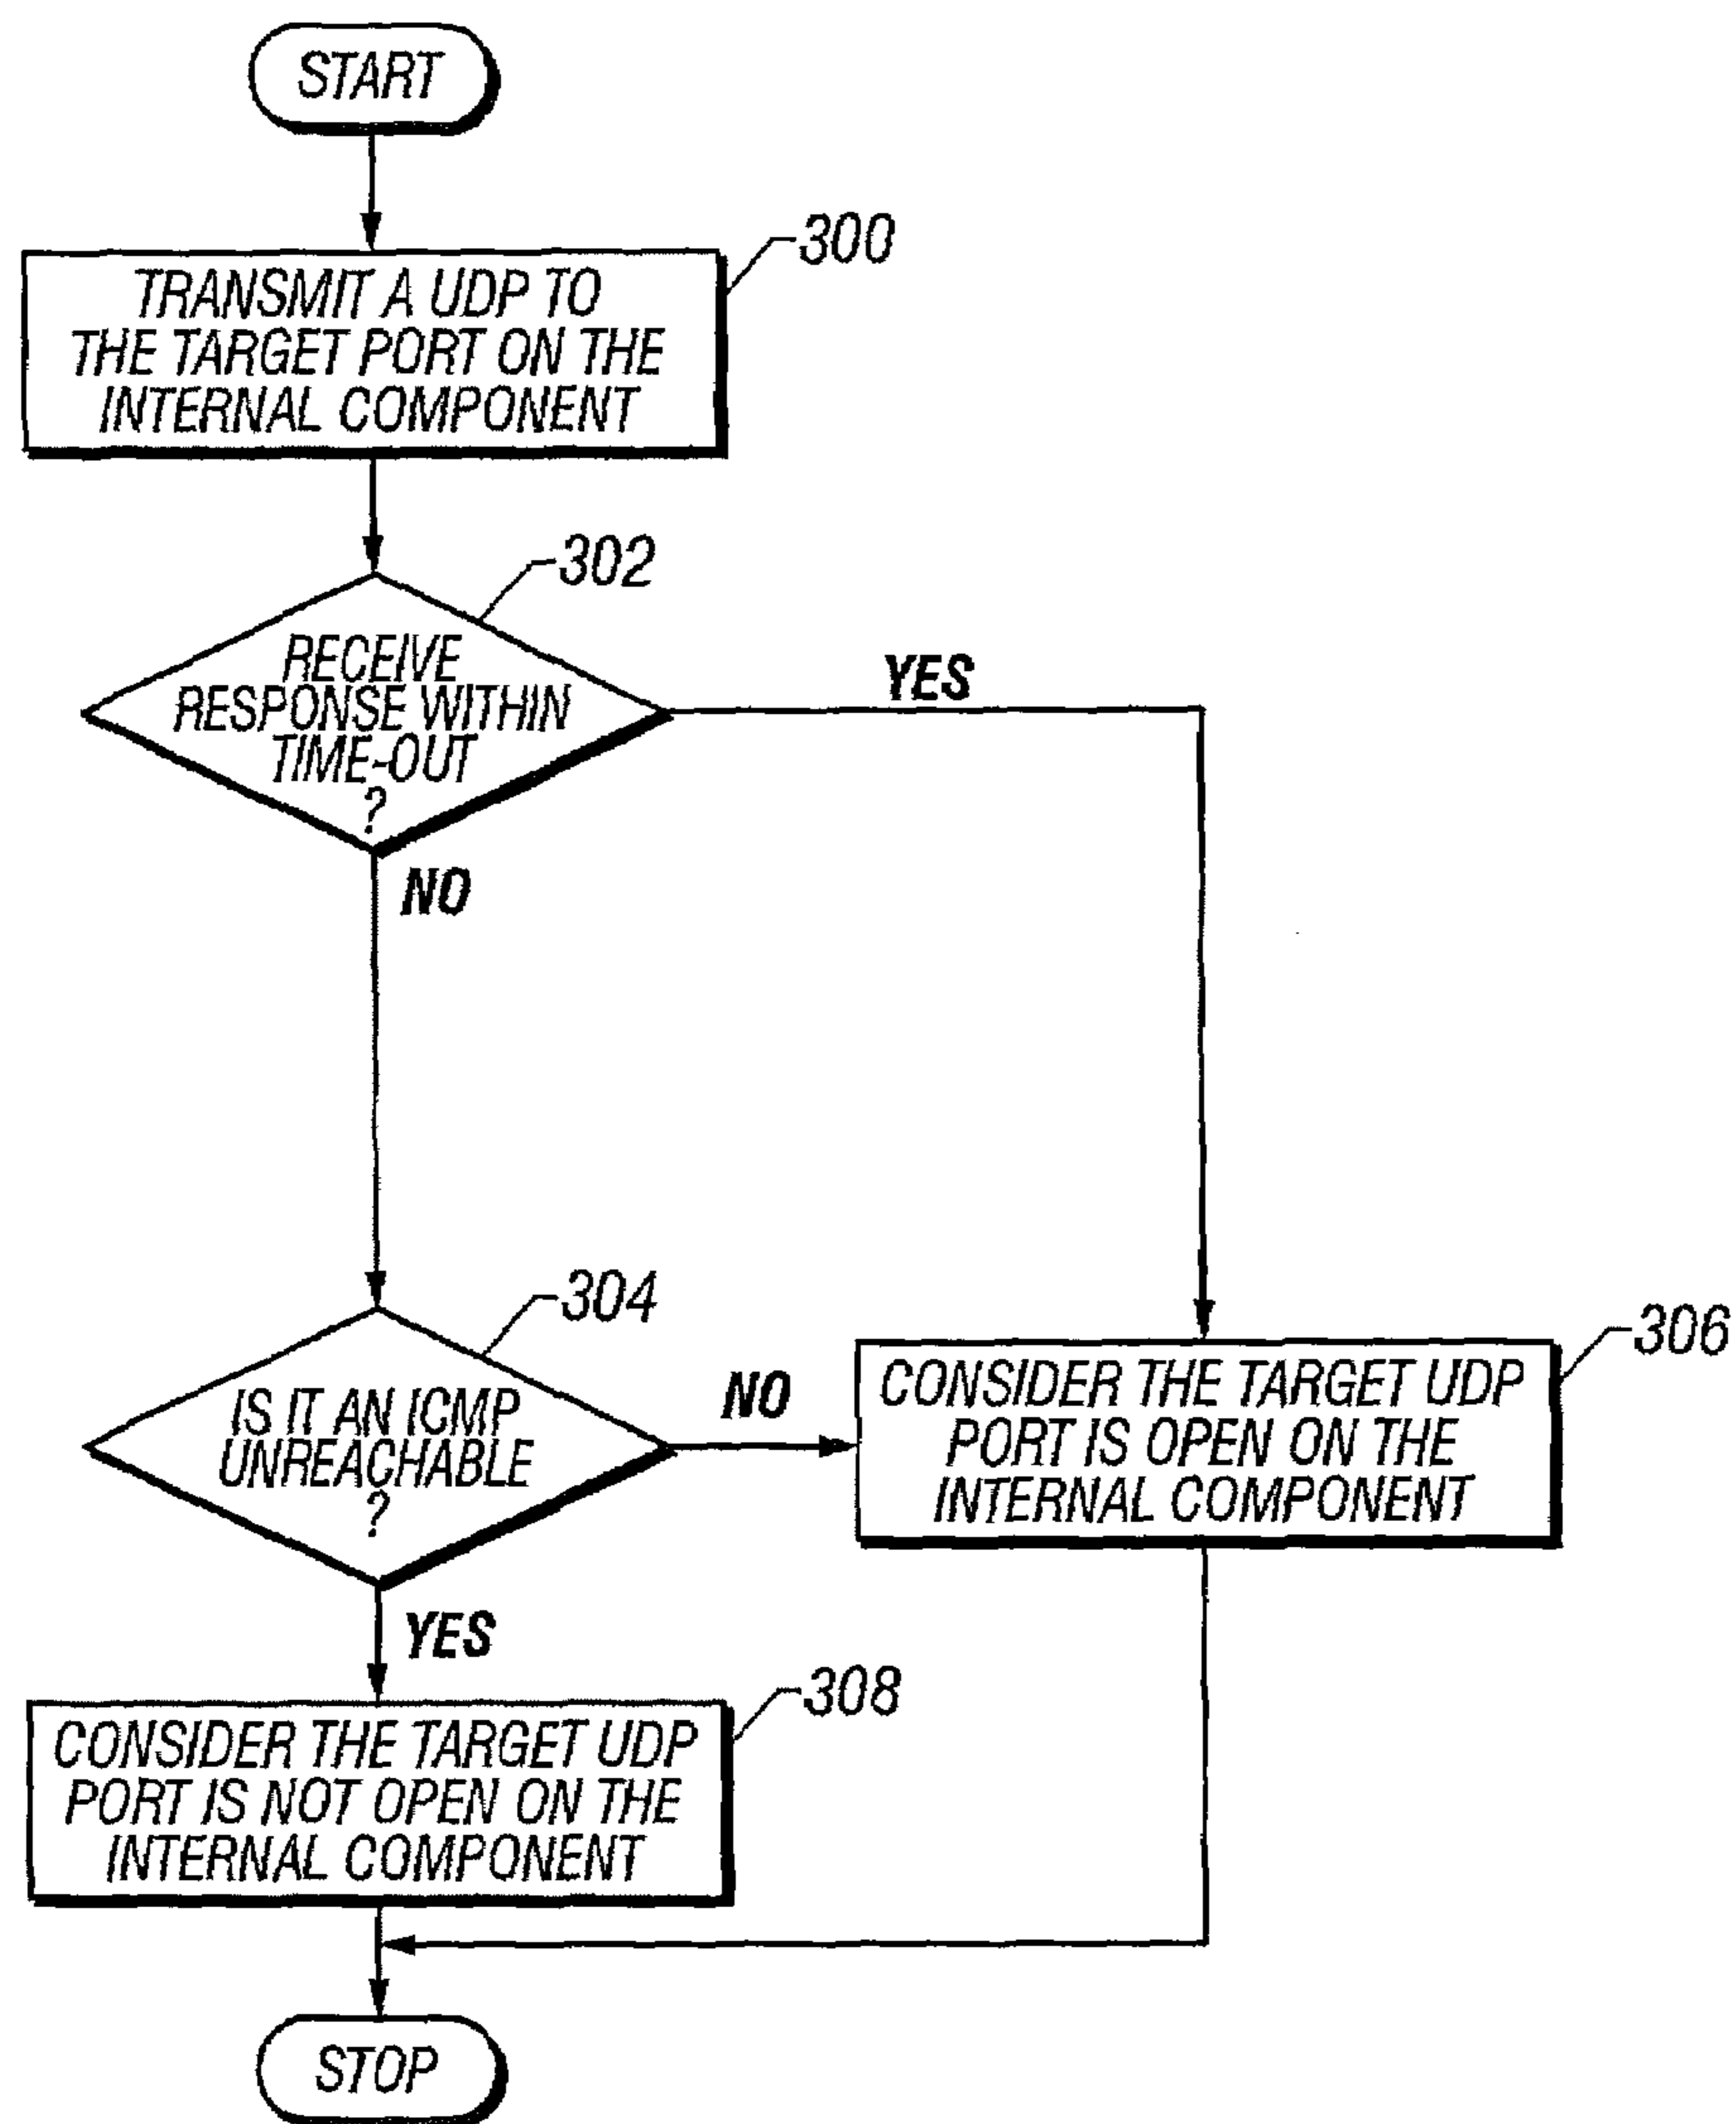 START
300
TRANSMIT A UDP TO
THE TARGET PORT ON THE
INTERNAL COMPONENT
302
RECEIVE
RESPONSE WITHIN
TIME-OUT
?
YES
NO
304
IS IT AN ICMP
UNREACHABLE
?
NO
306
CONSIDER THE TARGET UDP
PORT IS OPEN ON THE
INTERNAL COMPONENT
YES
308
CONSIDER THE TARGET UDP
PORT IS NOT OPEN ON THE
INTERNAL COMPONENT
STOP